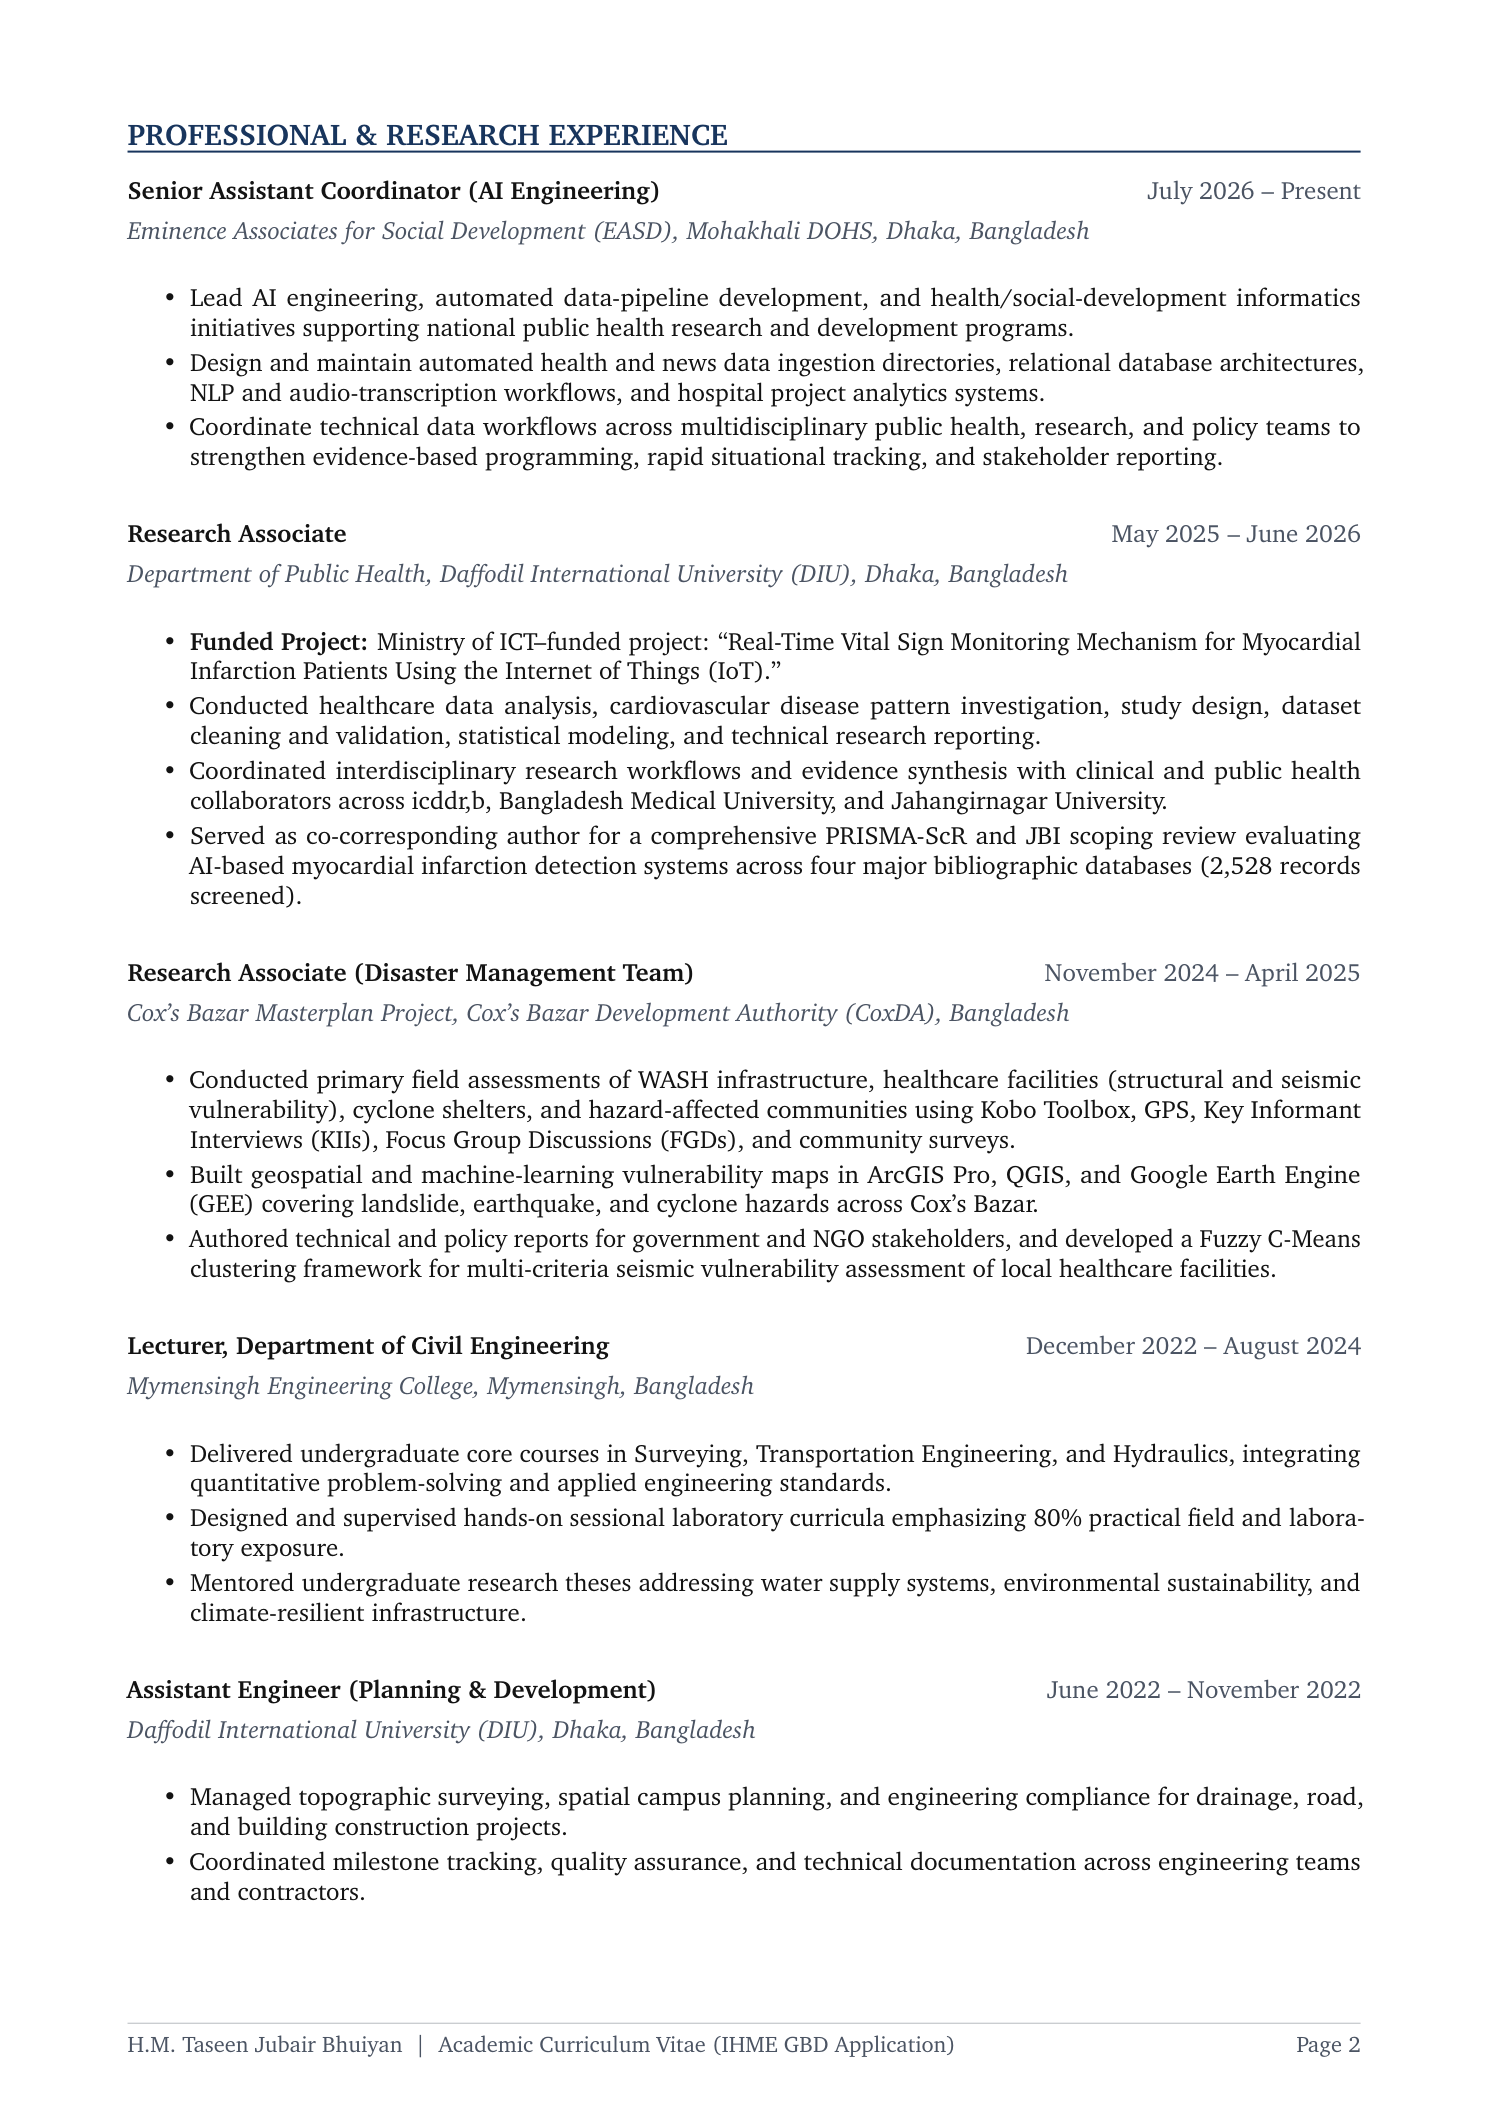 PROFESSIONAL & RESEARCH EXPERIENCE
Senior Assistant Coordinator (AI Engineering) July 2026 – Present
Eminence Associates for Social Development (EASD), Mohakhali DOHS, Dhaka, Bangladesh
• Lead AI engineering, automated data-pipeline development, and health/social-development informatics
initiatives supporting national public health research and development programs.
• Design and maintain automated health and news data ingestion directories, relational database architectures,
NLP and audio-transcription workflows, and hospital project analytics systems.
• Coordinate technical data workflows across multidisciplinary public health, research, and policy teams to
strengthen evidence-based programming, rapid situational tracking, and stakeholder reporting.
Research Associate May 2025 – June 2026
Department of Public Health, Daffodil International University (DIU), Dhaka, Bangladesh
• Funded Project: Ministry of ICT–funded project: “Real-Time Vital Sign Monitoring Mechanism for Myocardial
Infarction Patients Using the Internet of Things (IoT).”
• Conducted healthcare data analysis, cardiovascular disease pattern investigation, study design, dataset
cleaning and validation, statistical modeling, and technical research reporting.
• Coordinated interdisciplinary research workflows and evidence synthesis with clinical and public health
collaborators across icddr,b, Bangladesh Medical University, and Jahangirnagar University.
• Served as co-corresponding author for a comprehensive PRISMA-ScR and JBI scoping review evaluating
AI-based myocardial infarction detection systems across four major bibliographic databases (2,528 records
screened).
Research Associate (Disaster Management Team) November 2024 – April 2025
Cox’s Bazar Masterplan Project, Cox’s Bazar Development Authority (CoxDA), Bangladesh
• Conducted primary field assessments of WASH infrastructure, healthcare facilities (structural and seismic
vulnerability), cyclone shelters, and hazard-affected communities using Kobo Toolbox, GPS, Key Informant
Interviews (KIIs), Focus Group Discussions (FGDs), and community surveys.
• Built geospatial and machine-learning vulnerability maps in ArcGIS Pro, QGIS, and Google Earth Engine
(GEE) covering landslide, earthquake, and cyclone hazards across Cox’s Bazar.
• Authored technical and policy reports for government and NGO stakeholders, and developed a Fuzzy C-Means
clustering framework for multi-criteria seismic vulnerability assessment of local healthcare facilities.
Lecturer, Department of Civil Engineering December 2022 – August 2024
Mymensingh Engineering College, Mymensingh, Bangladesh
• Delivered undergraduate core courses in Surveying, Transportation Engineering, and Hydraulics, integrating
quantitative problem-solving and applied engineering standards.
• Designed and supervised hands-on sessional laboratory curricula emphasizing 80% practical field and labora-
tory exposure.
• Mentored undergraduate research theses addressing water supply systems, environmental sustainability, and
climate-resilient infrastructure.
Assistant Engineer (Planning & Development) June 2022 – November 2022
Daffodil International University (DIU), Dhaka, Bangladesh
• Managed topographic surveying, spatial campus planning, and engineering compliance for drainage, road,
and building construction projects.
• Coordinated milestone tracking, quality assurance, and technical documentation across engineering teams
and contractors.
H.M. Taseen Jubair Bhuiyan | Academic Curriculum Vitae (IHME GBD Application) Page 2